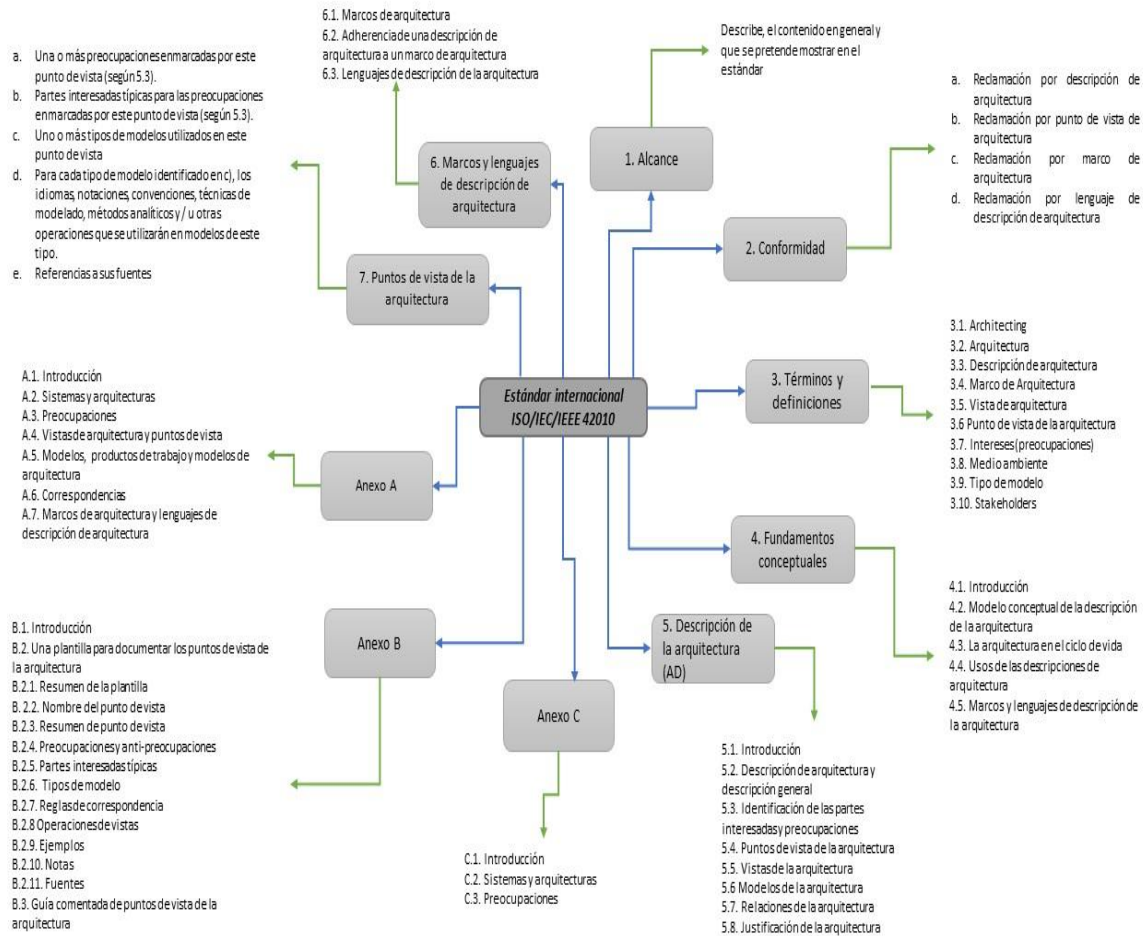 6.1. Marcos de arquitectura
6.2. Adherencia de una descripción de
arquitectura a un marco de arquitectura
6.3. Lenguajes de descripción de la arquitectura
Describe, el contenido en general y
que se pretende mostrar en el
estándar
a. Una o más preocupaciones enmarcadas por este
punto de vista (según 5.3).
b. Partes interesadas típicas para las preocupaciones
enmarcadas por este punto de vista (según 5.3).
c. Uno o más tipos de modelos utilizados en este
punto de vista
d. Para cada tipo de modelo identificado en c), los
idiomas, notaciones, convenciones, técnicas de
modelado, métodos analíticos y / u otras
operaciones que se utilizarán en modelos de este
tipo.
e. Referencias a sus fuentes
a. Reclamación por descripción de
arquitectura
b. Reclamación por punto de vista de
arquitectura
c. Reclamación por marco de
arquitectura
d. Reclamación por lenguaje de
descripción de arquitectura
6. Marcos y lenguajes
de descripción de
arquitectura
1. Alcance
2. Conformidad
7. Puntos de vista de la
arquitectura
Estándar internacional
ISO/IEC/IEEE 42010
3. Términos y
definiciones
3.1. Architecting
3.2. Arquitectura
3.3. Descripción de arquitectura
3.4. Marco de Arquitectura
3.5. Vista de arquitectura
3.6 Punto de vista de la arquitectura
3.7. Intereses (preocupaciones)
3.8. Medio ambiente
3.9. Tipo de modelo
3.10. Stakeholders
A.1. Introducción
A.2. Sistemas y arquitecturas
A.3. Preocupaciones
A.4. Vistas de arquitectura y puntos de vista
A.5. Modelos, productos de trabajo y modelos de
arquitectura
A.6. Correspondencias
A.7. Marcos de arquitectura y lenguajes de
descripción de arquitectura
Anexo A
4. Fundamentos
conceptuales
4.1. Introducción
4.2. Modelo conceptual de la descripción
de la arquitectura
4.3. La arquitectura en el ciclo de vida
4.4. Usos de las descripciones de
arquitectura
4.5. Marcos y lenguajes de descripción de
la arquitectura
B.1. Introducción
B.2. Una plantilla para documentar los puntos de vista de
la arquitectura
B.2.1. Resumen de la plantilla
B.2.2. Nombre del punto de vista
B.2.3. Resumen de punto de vista
B.2.4. Preocupaciones y anti-preocupaciones
B.2.5. Partes interesadas típicas
B.2.6. Tipos de modelo
B.2.7. Reglas de correspondencia
B.2.8 Operaciones de vistas
B.2.9. Ejemplos
B.2.10. Notas
B.2.11. Fuentes
B.3. Guía comentada de puntos de vista de la
arquitectura
Anexo B
5. Descripción de
la arquitectura
(AD)
Anexo C
C.1. Introducción
C.2. Sistemas y arquitecturas
C.3. Preocupaciones
5.1. Introducción
5.2. Descripción de arquitectura y
descripción general
5.3. Identificación de las partes
interesadas y preocupaciones
5.4. Puntos de vista de la arquitectura
5.5. Vistas de la arquitectura
5.6 Modelos de la arquitectura
5.7. Relaciones de la arquitectura
5.8. Justificación de la arquitectura